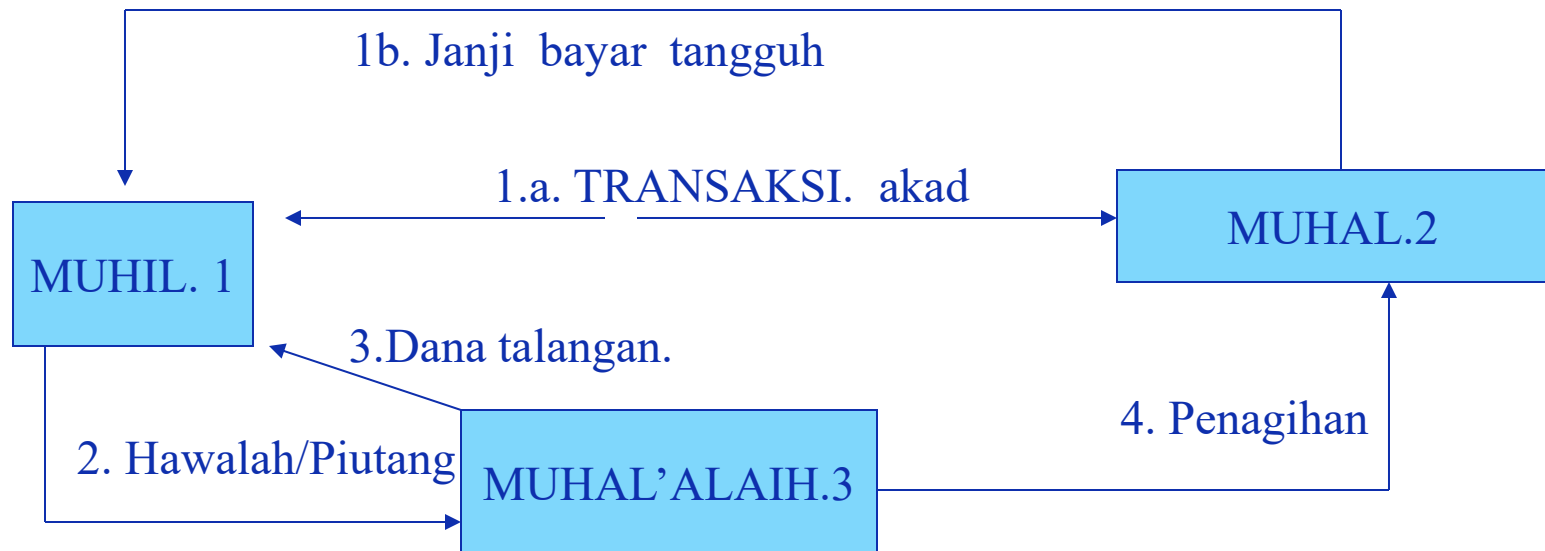 1b. Janji bayar tangguh
1.a. TRANSAKSI. akad
MUHAL.2
MUHIL. 1
3.Dana talangan.
4. Penagihan
2. Hawalah/Piutang
MUHAL’ALAIH.3